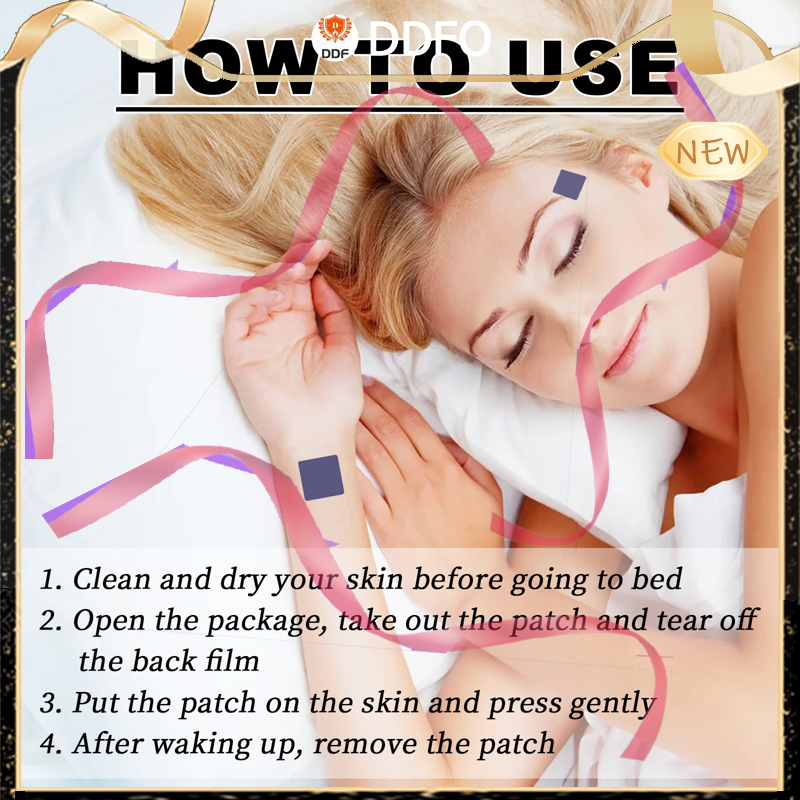 DDFO
DDF
HOW TO USE
NEW
1. Clean and dry your skin before going to bed
2. Open the package, take out the patch and tear off
the back film
3. Put the patch on the skin and press gently
4. After waking up, remove the patch